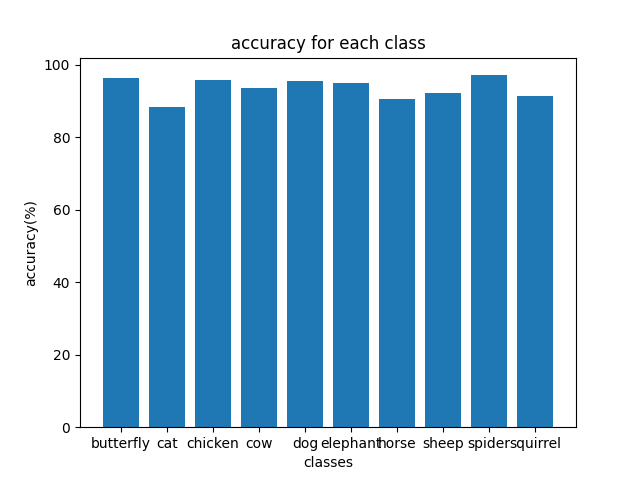 accuracy for each class
accuracy(%)
100
80
60
40
20
0
butterfly cat chicken cow dog elephant horse sheep spider squirrel
classes